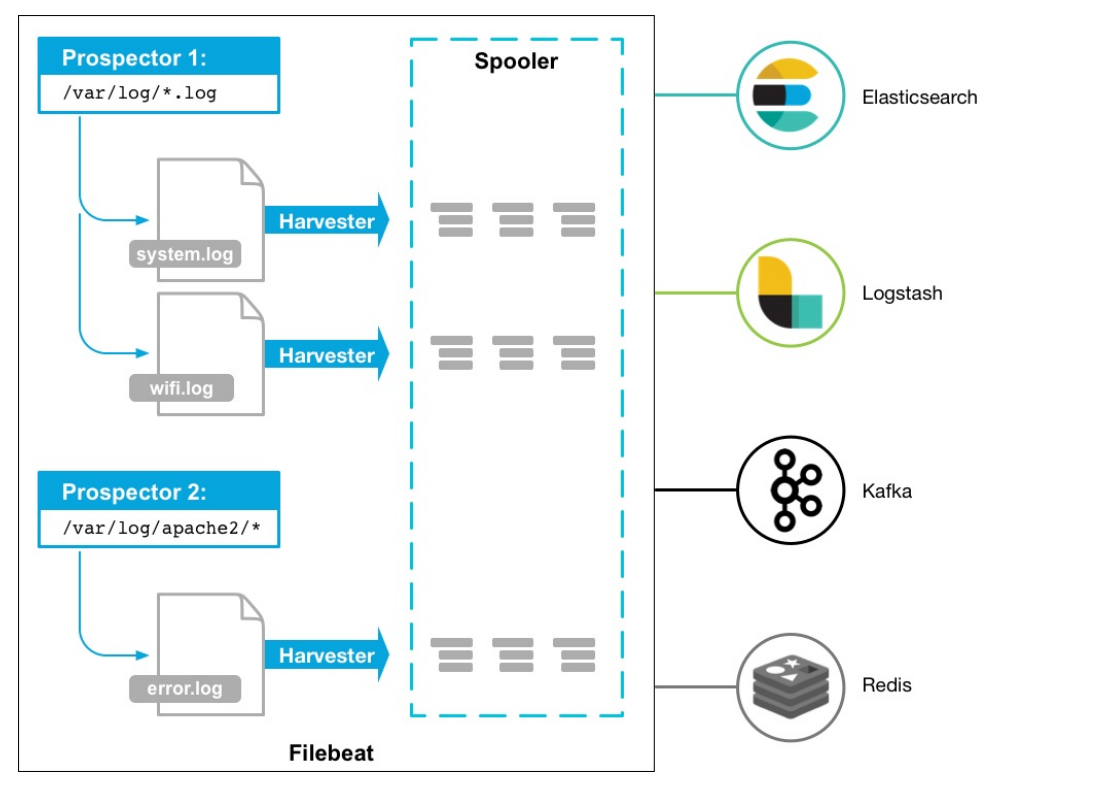 Prospector 1:
/var/log/*.log
Spooler
system.log
Harvester
wifi.log
Harvester
Prospector 2:
/var/log/apache2/*
error.log
Harvester
Filebeat
Elasticsearch
Logstash
Kafka
Redis